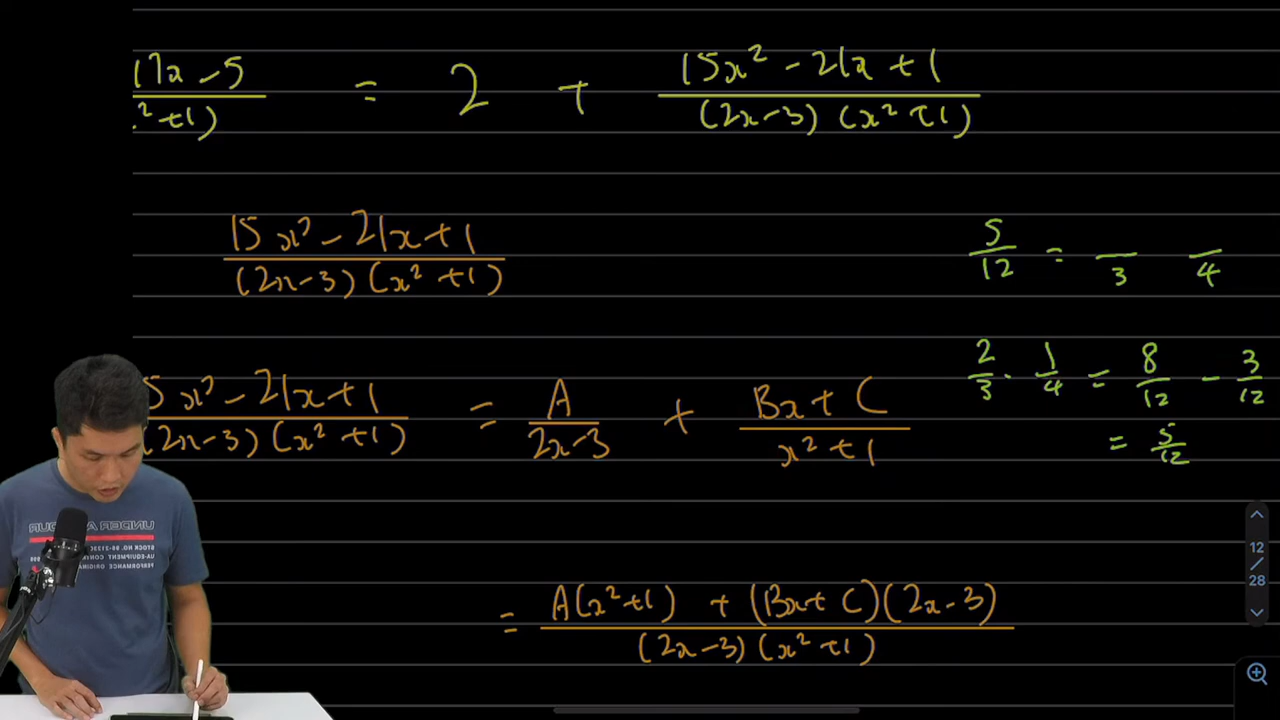 17x - 5 / ²+1) = 2 + 15x² - 21x + 1 / (2x-3)(x²+1)
15x² - 21x + 1 / (2x-3)(x²+1)
5/12 = /3 /4
5x² - 21x + 1 / (2x-3)(x²+1) = A / 2x-3 + Bx + C / x²+1
2/3 - 1/4 = 8/12 - 3/12
= 5/12
= A(x²+1) + (Bx+C)(2x-3) / (2x-3)(x²+1)
12
/
28